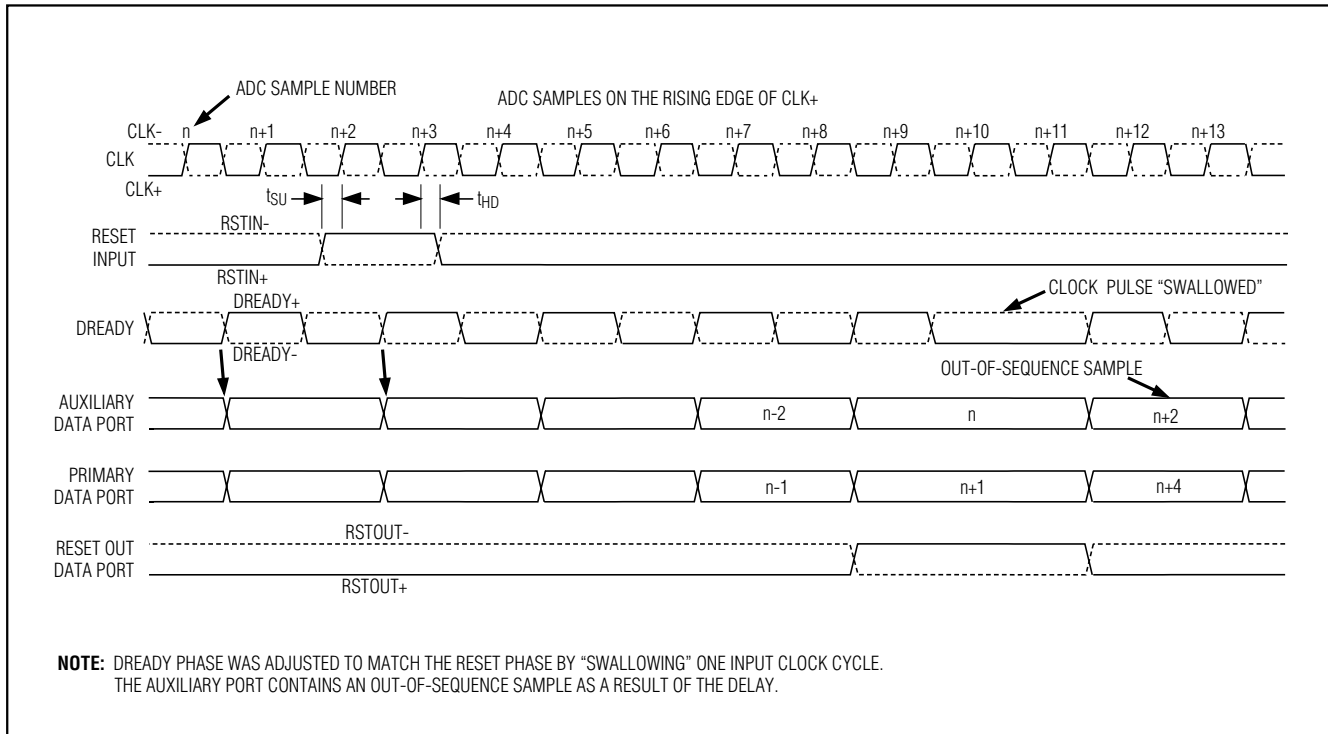 ADC SAMPLE NUMBER
ADC SAMPLES ON THE RISING EDGE OF CLK+
CLK- n n+1 n+2 n+3 n+4 n+5 n+6 n+7 n+8 n+9 n+10 n+11 n+12 n+13
CLK
CLK+
tSU tHD
RSTIN-
RESET
INPUT
RSTIN+
DREADY+
CLOCK PULSE “SWALLOWED”
DREADY
DREADY-
OUT-OF-SEQUENCE SAMPLE
AUXILIARY
DATA PORT
n-2 n n+2
PRIMARY
DATA PORT
n-1 n+1 n+4
RSTOUT-
RESET OUT
DATA PORT
RSTOUT+
NOTE: DREADY PHASE WAS ADJUSTED TO MATCH THE RESET PHASE BY “SWALLOWING” ONE INPUT CLOCK CYCLE.
THE AUXILIARY PORT CONTAINS AN OUT-OF-SEQUENCE SAMPLE AS A RESULT OF THE DELAY.